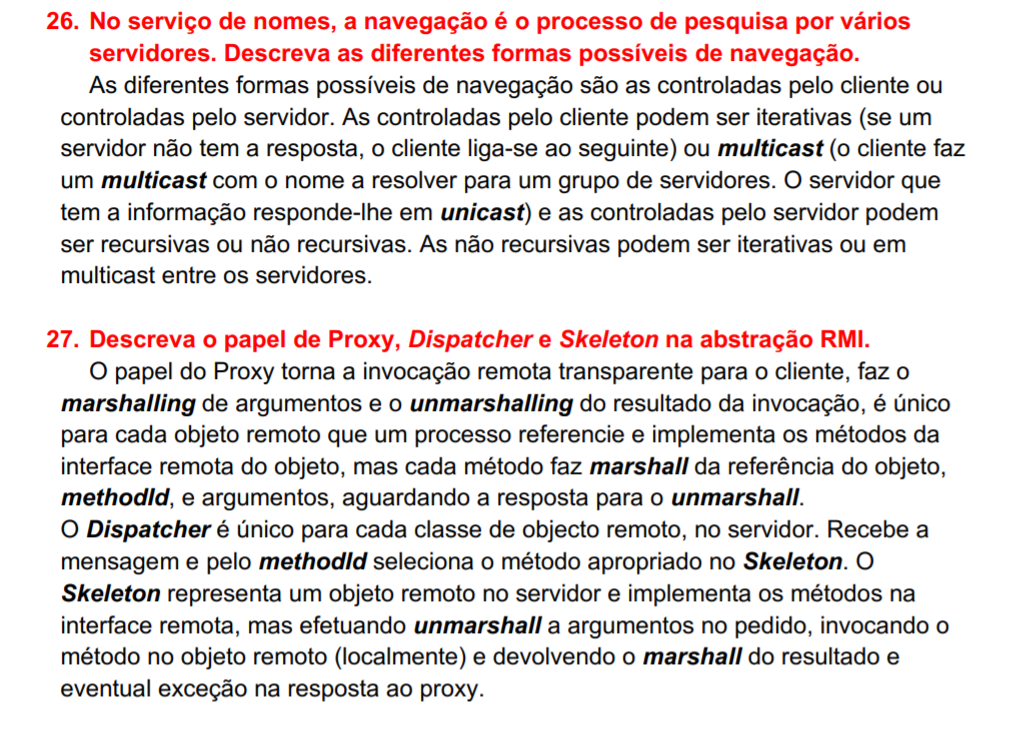 26. No serviço de nomes, a navegação é o processo de pesquisa por vários
servidores. Descreva as diferentes formas possíveis de navegação.
As diferentes formas possíveis de navegação são as controladas pelo cliente ou
controladas pelo servidor. As controladas pelo cliente podem ser iterativas (se um
servidor não tem a resposta, o cliente liga-se ao seguinte) ou multicast (o cliente faz
um multicast com o nome a resolver para um grupo de servidores. O servidor que
tem a informação responde-lhe em unicast) e as controladas pelo servidor podem
ser recursivas ou não recursivas. As não recursivas podem ser iterativas ou em
multicast entre os servidores.
27. Descreva o papel de Proxy, Dispatcher e Skeleton na abstração RMI.
O papel do Proxy torna a invocação remota transparente para o cliente, faz o
marshalling de argumentos e o unmarshalling do resultado da invocação, é único
para cada objeto remoto que um processo referencie e implementa os métodos da
interface remota do objeto, mas cada método faz marshall da referência do objeto,
methodId, e argumentos, aguardando a resposta para o unmarshall.
O Dispatcher é único para cada classe de objecto remoto, no servidor. Recebe a
mensagem e pelo methodId seleciona o método apropriado no Skeleton. O
Skeleton representa um objeto remoto no servidor e implementa os métodos na
interface remota, mas efetuando unmarshall a argumentos no pedido, invocando o
método no objeto remoto (localmente) e devolvendo o marshall do resultado e
eventual exceção na resposta ao proxy.